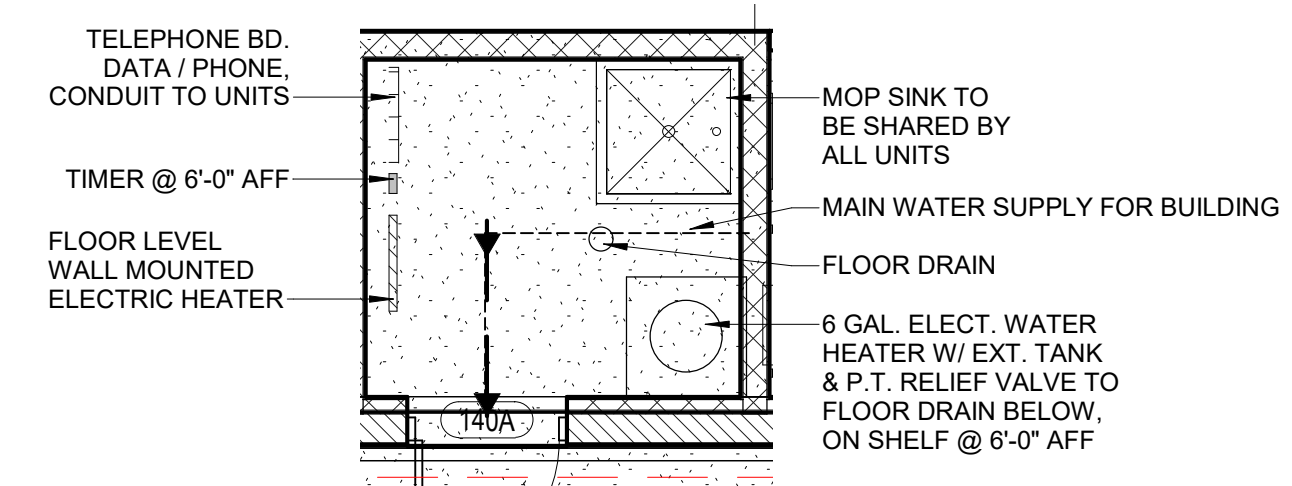 TELEPHONE BD.
DATA / PHONE,
CONDUIT TO UNITS
TIMER @ 6'-0" AFF
FLOOR LEVEL
WALL MOUNTED
ELECTRIC HEATER
MOP SINK TO
BE SHARED BY
ALL UNITS
MAIN WATER SUPPLY FOR BUILDING
FLOOR DRAIN
6 GAL. ELECT. WATER
HEATER W/ EXT. TANK
& P.T. RELIEF VALVE TO
FLOOR DRAIN BELOW,
ON SHELF @ 6'-0" AFF
140A